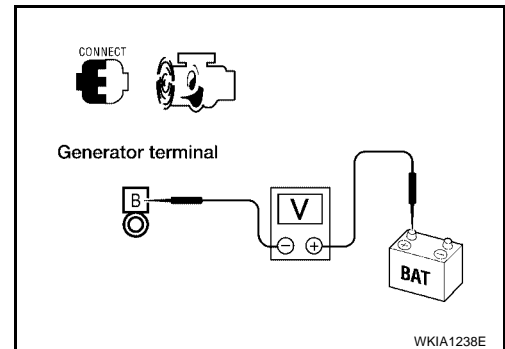 CONNECT
Generator terminal
B
V
⊖ ⊕
⊕ ⊖
BAT
WKIA1238E